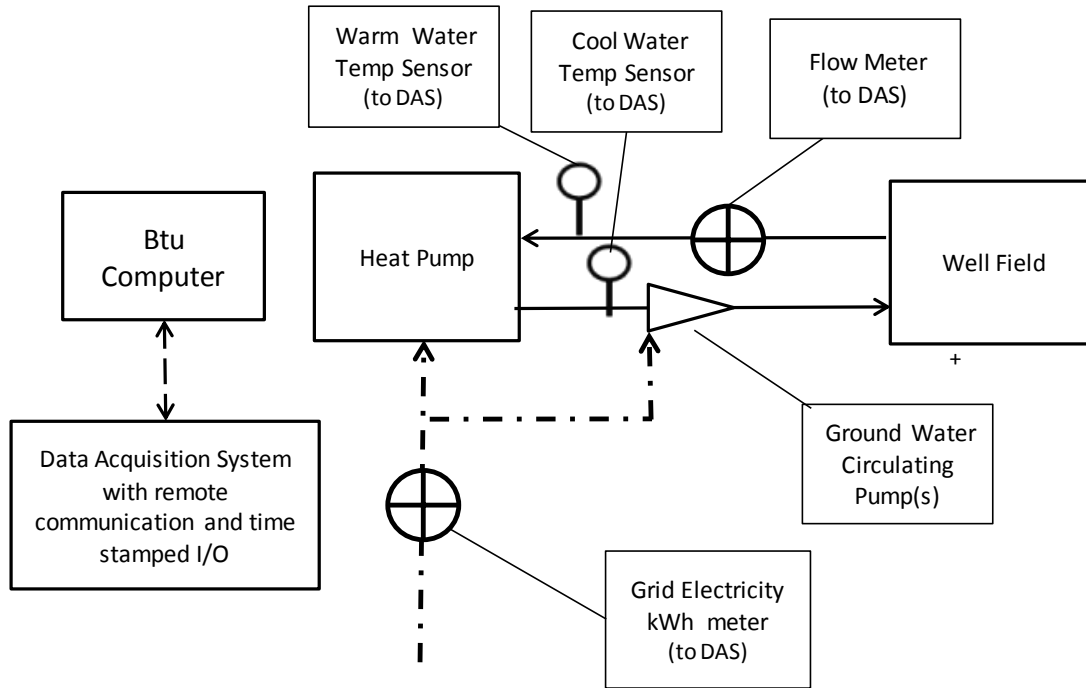 Warm Water
Temp Sensor
(to DAS)
Cool Water
Temp Sensor
(to DAS)
Flow Meter
(to DAS)
Btu
Computer
Heat Pump
Well Field
+
Data Acquisition System
with remote
communication and time
stamped I/O
Ground Water
Circulating
Pump(s)
Grid Electricity
kWh meter
(to DAS)